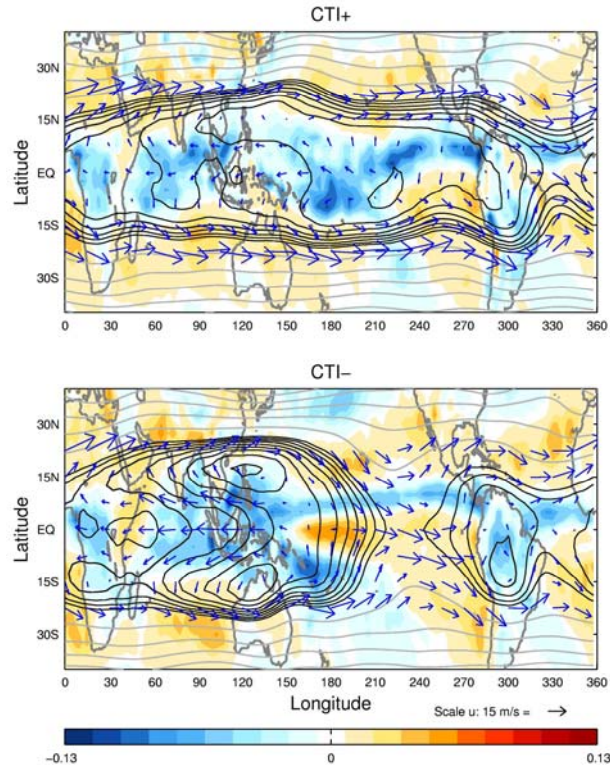 CTI+
30N
15N
EQ
15S
30S
Latitude
0 30 60 90 120 150 180 210 240 270 300 330 360
CTI−
30N
15N
EQ
15S
30S
Latitude
0 30 60 90 120 150 180 210 240 270 300 330 360
Longitude
Scale u: 15 m/s =
−0.13 0 0.13